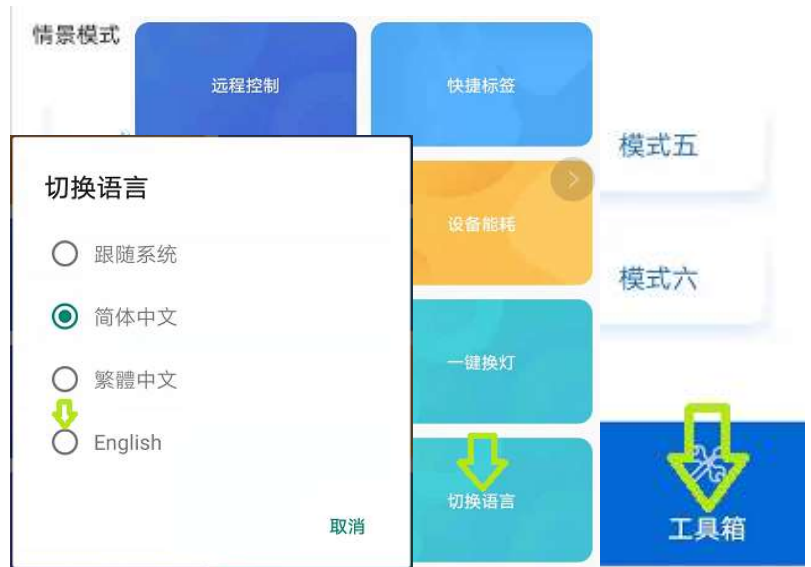 情景模式
远程控制
快捷标签
切换语言
跟随系统
简体中文
繁體中文
English
取消
设备能耗
一键换灯
切换语言
模式五
模式六
工具箱